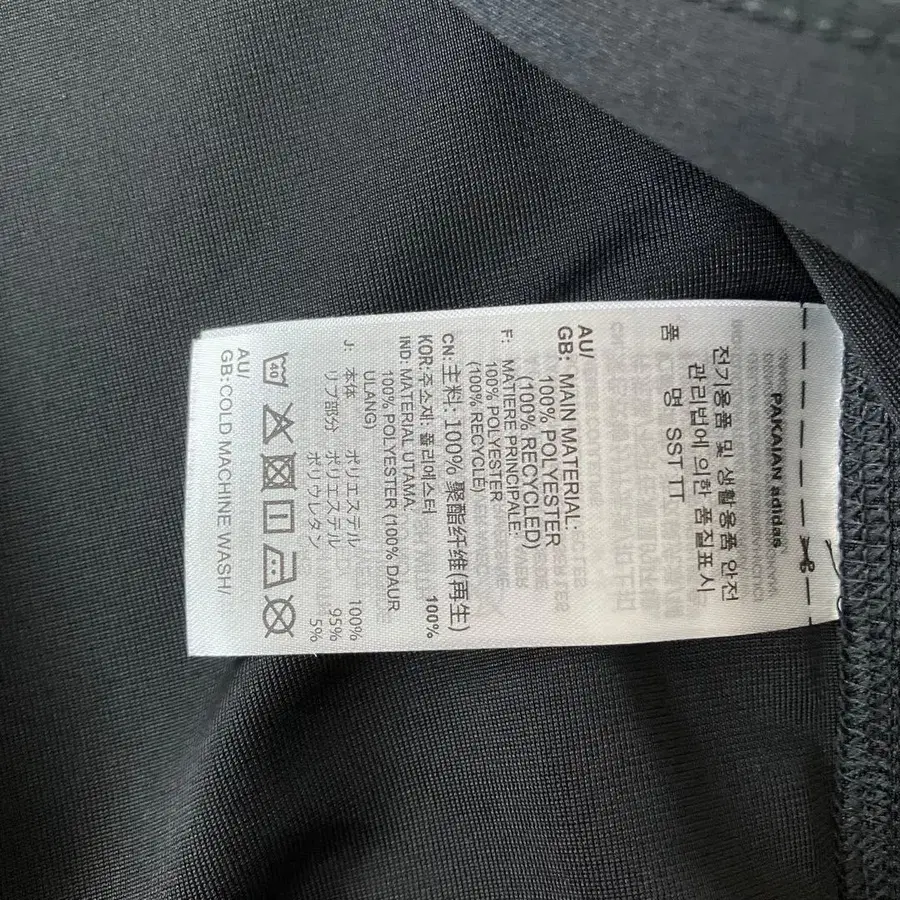 PAKAIAN adidas
전기용품 및 생활용품 안전
관리법에 의한 품질표시
품 명 SST TT
AU/
GB: MAIN MATERIAL:
100% POLYESTER
(100% RECYCLED)
F: MATIERE PRINCIPALE:
100% POLYESTER
(100% RECYCLE)
CN:主料: 100% 聚酯纤维(再生)
KOR:주소재: 폴리에스터 100%
IND: MATERIAL UTAMA.
100% POLYESTER (100% DAUR
ULANG)
J: 本体 ポリエステル 100%
リブ部分 ポリエステル 95%
ポリウレタン 5%
40
AU/
GB:COLD MACHINE WASH/